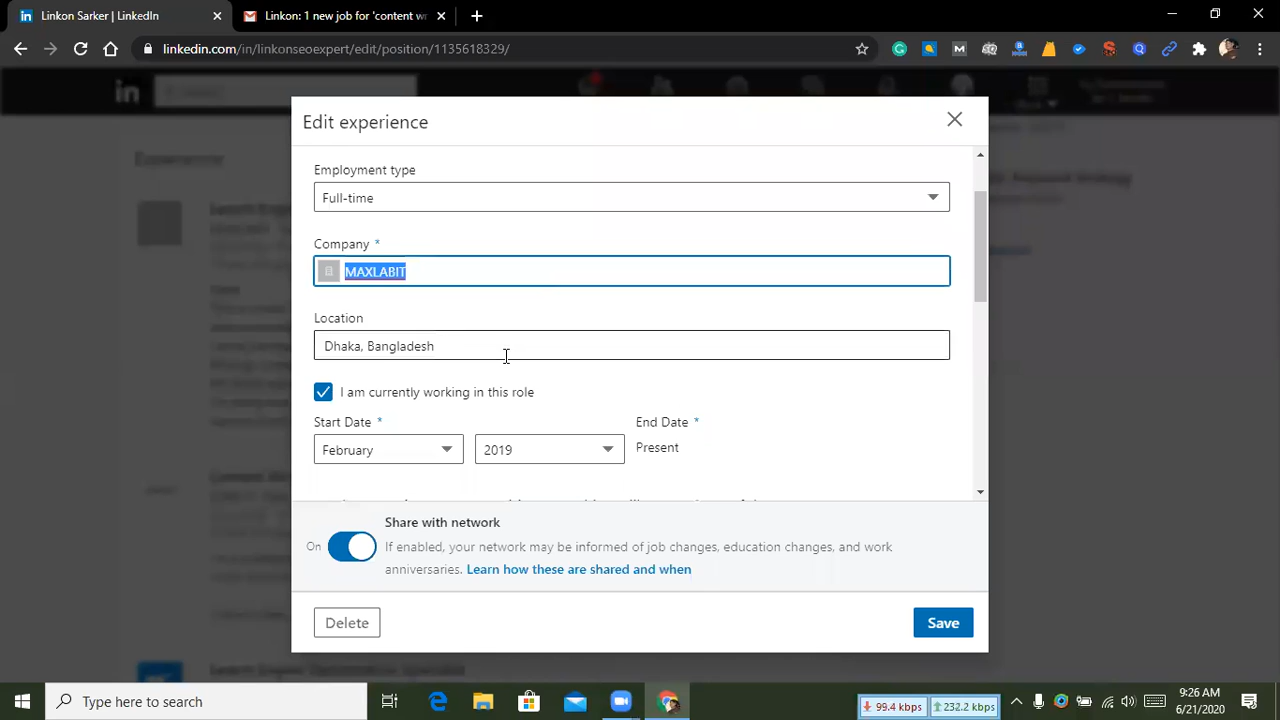 Linkon Sarker | LinkedIn
Linkon: 1 new job for 'content wr
linkedin.com/in/linkonseoexpert/edit/position/1135618329/
Experience
Edit experience
Employment type
Full-time
Company *
MAXLABIT
Location
Dhaka, Bangladesh
I am currently working in this role
Start Date *
End Date *
February
2019
Present
Share with network
On
If enabled, your network may be informed of job changes, education changes, and work
anniversaries. Learn how these are shared and when
Delete
Save
Type here to search
99.4 kbps
232.2 kbps
9:26 AM
6/21/2020